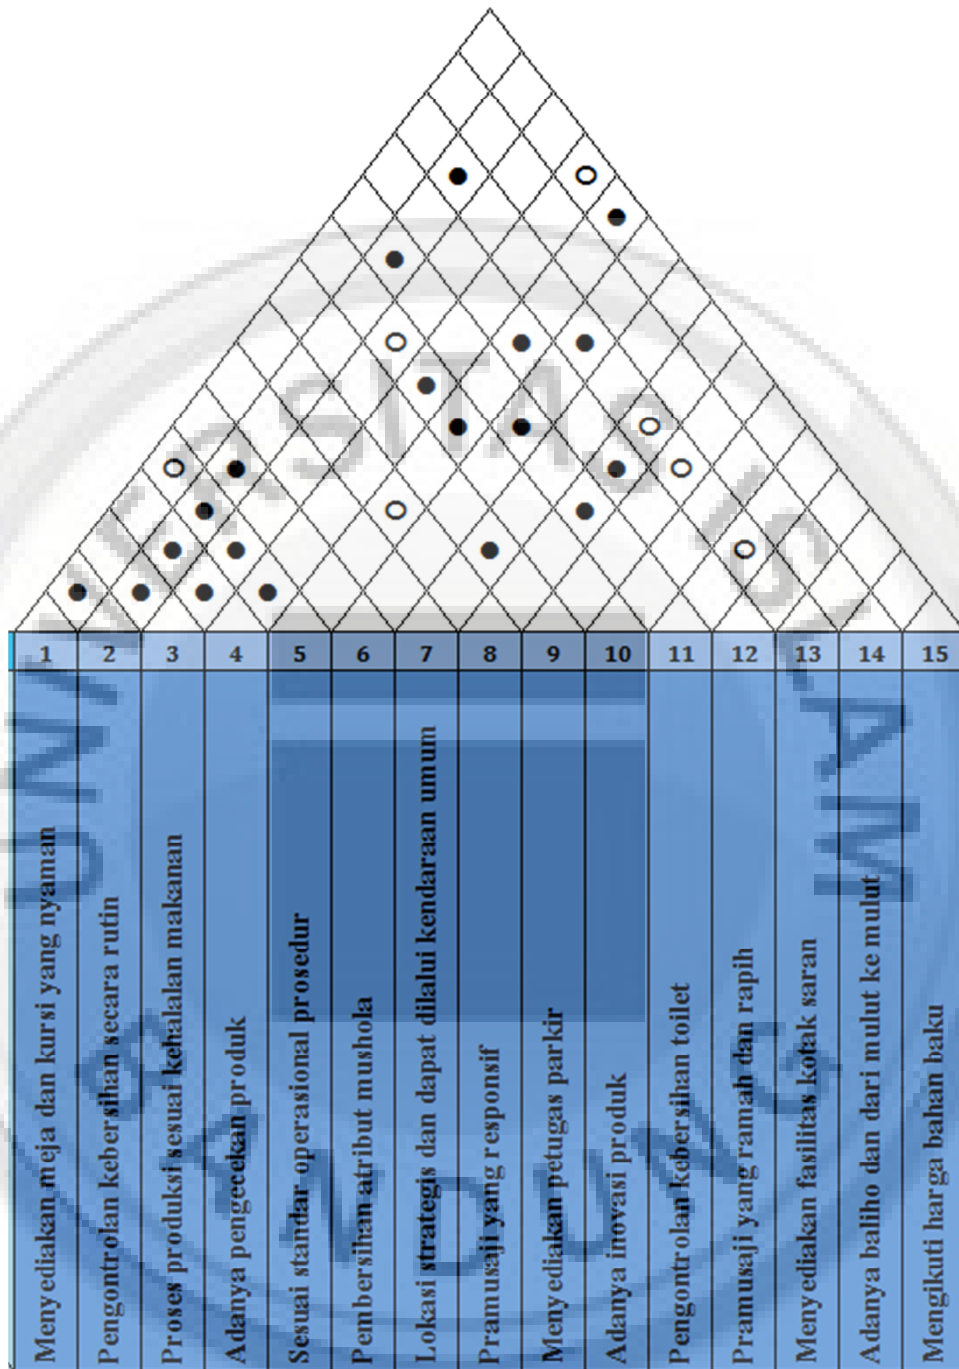 UNIVERSITAS ISLAM
BANDUNG
1 2 3 4 5 6 7 8 9 10 11 12 13 14 15
Menyediakan meja dan kursi yang nyaman
Pengontrolan kebersihan secara rutin
Proses produksi sesuai kehalalan makanan
Adanya pengecekan produk
Sesuai standar operasional prosedur
Pembersihan atribut mushola
Lokasi strategis dan dapat dilalui kendaraan umum
Pramusaji yang responsif
Menyediakan petugas parkir
Adanya inovasi produk
Pengontrolan kebersihan toilet
Pramusaji yang ramah dan rapih
Menyediakan fasilitas kotak saran
Adanya baliho dan dari mulut ke mulut
Mengikuti harga bahan baku